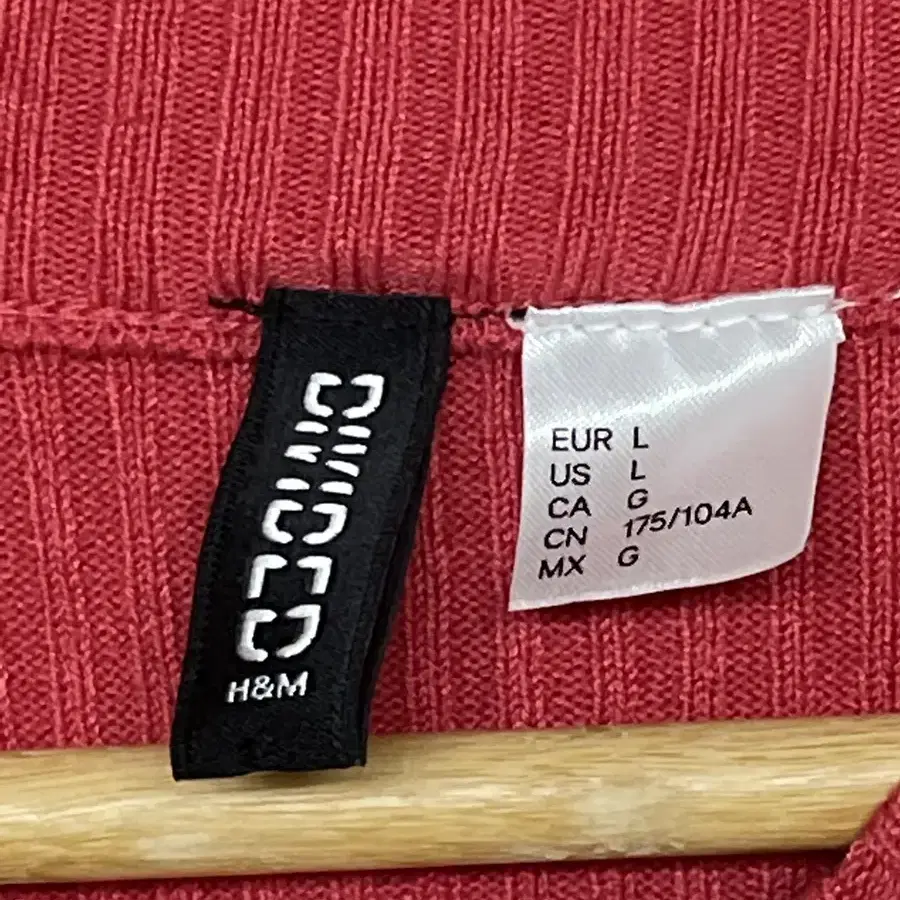 DIVIDED
H&M
EUR L
US L
CA G
CN 175/104A
MX G